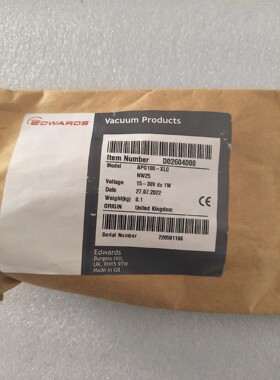 EDWARDS
Vacuum Products
Item Number D02604000
Model APG100-XLC
NW25
Voltage 15-30V dc 1W
Date 27.07.2022
Weight(kg) 0.1
ORIGIN United Kingdom
CE
Serial Number 220501166
Edwards
Burgess Hill,
UK, RH15 9TW
Made in GB